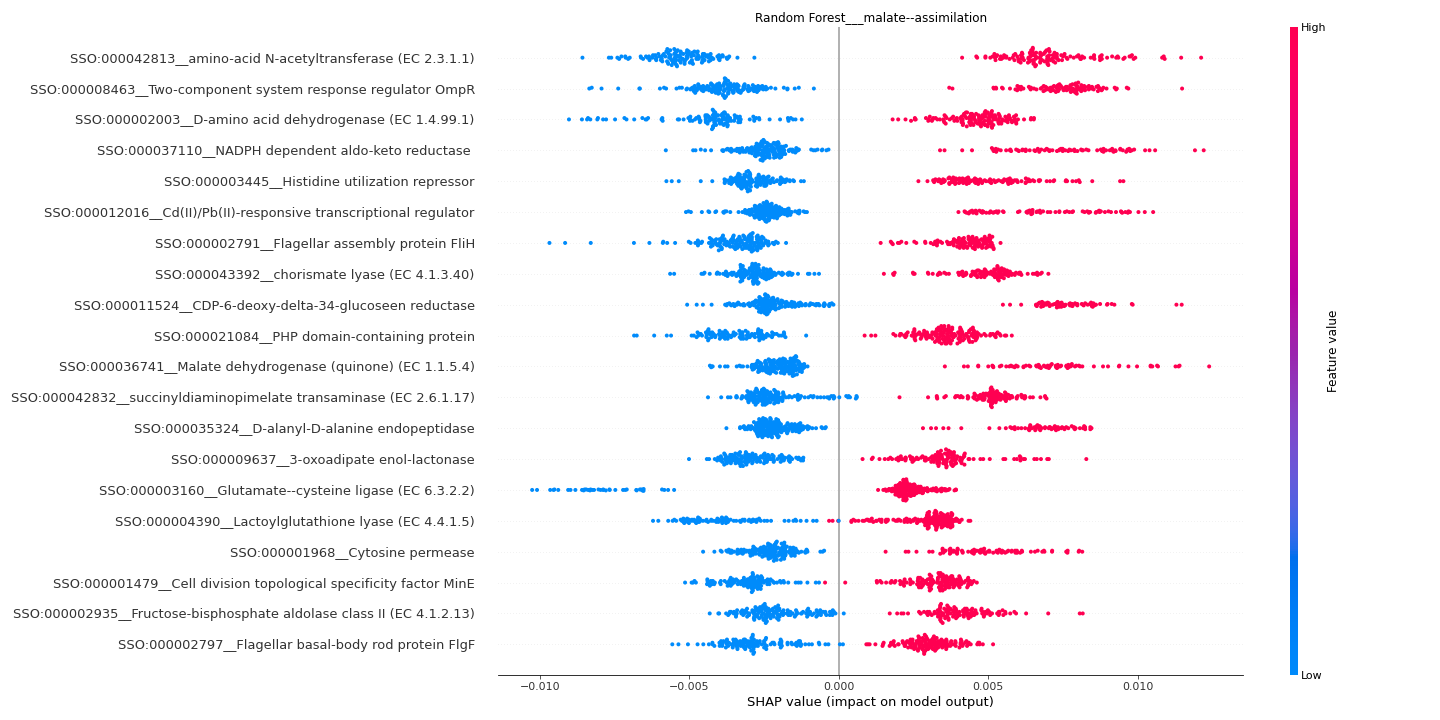 Random Forest___malate--assimilation
High
SSO:000042813__amino-acid N-acetyltransferase (EC 2.3.1.1)
SSO:000008463__Two-component system response regulator OmpR
SSO:000002003__D-amino acid dehydrogenase (EC 1.4.99.1)
SSO:000037110__NADPH dependent aldo-keto reductase
SSO:000003445__Histidine utilization repressor
SSO:000012016__Cd(II)/Pb(II)-responsive transcriptional regulator
SSO:000002791__Flagellar assembly protein FliH
SSO:000043392__chorismate lyase (EC 4.1.3.40)
SSO:000011524__CDP-6-deoxy-delta-34-glucoseen reductase
SSO:000021084__PHP domain-containing protein
SSO:000036741__Malate dehydrogenase (quinone) (EC 1.1.5.4)
SSO:000042832__succinyldiaminopimelate transaminase (EC 2.6.1.17)
SSO:000035324__D-alanyl-D-alanine endopeptidase
SSO:000009637__3-oxoadipate enol-lactonase
SSO:000003160__Glutamate--cysteine ligase (EC 6.3.2.2)
SSO:000004390__Lactoylglutathione lyase (EC 4.4.1.5)
SSO:000001968__Cytosine permease
SSO:000001479__Cell division topological specificity factor MinE
SSO:000002935__Fructose-bisphosphate aldolase class II (EC 4.1.2.13)
SSO:000002797__Flagellar basal-body rod protein FlgF
Feature value
Low
−0.010 −0.005 0.000 0.005 0.010
SHAP value (impact on model output)